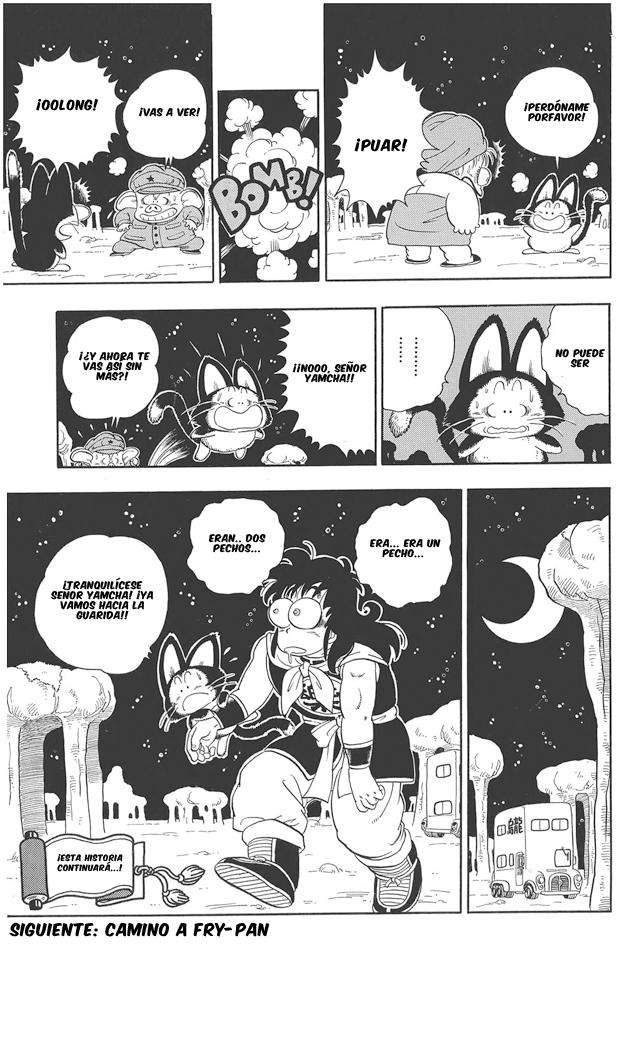 ¡PERDÓNAME
PORFAVOR!
¡PUAR!
BOMB!
¡VAS A VER!
¡OOLONG!
NO PUEDE
SER
¡¡NOOO, SEÑOR
YAMCHA!!
¡¿Y AHORA TE
VAS ASI SIN
MÁS?!
ERA... ERA UN
PECHO...
ERAN.. DOS
PECHOS...
¡TRANQUILÍCESE
SEÑOR YAMCHA! ¡YA
VAMOS HACIA LA
GUARIDA!!
¡ESTA HISTORIA
CONTINUARÁ...!
SIGUIENTE: CAMINO A FRY-PAN